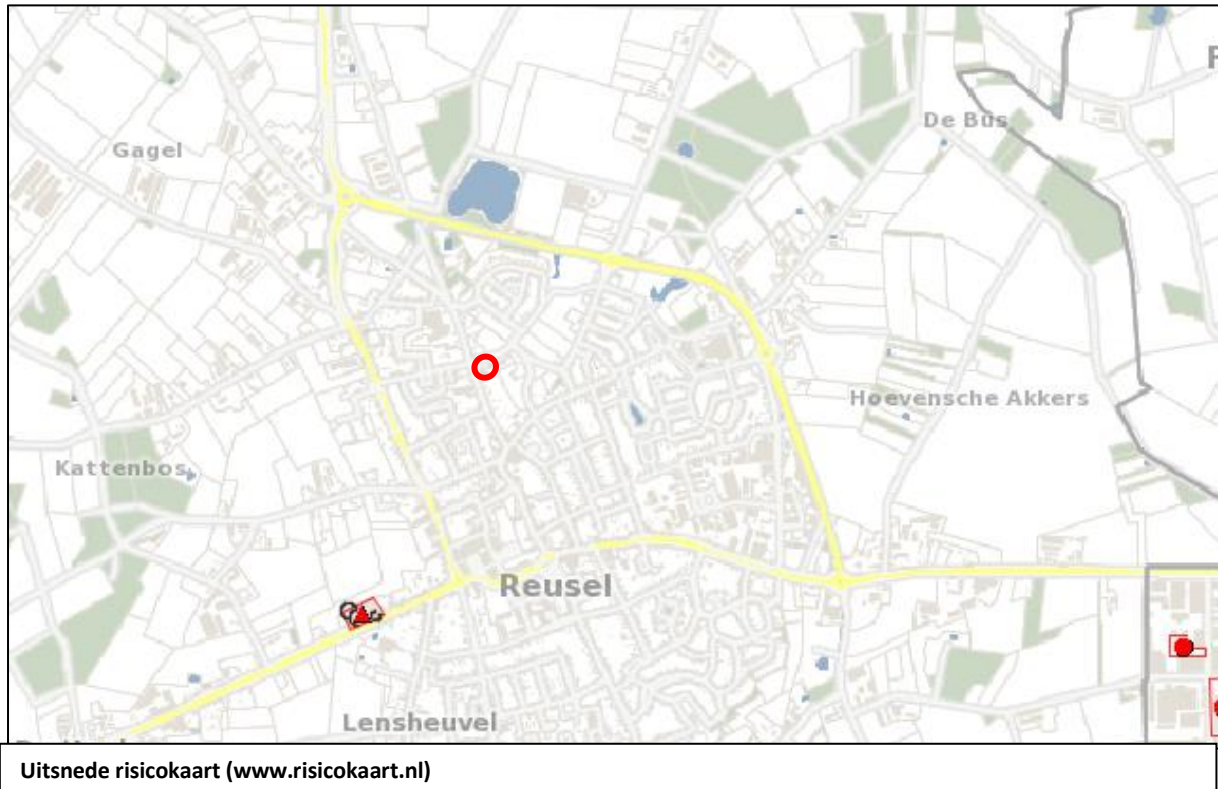 De Bus
Gagel
Hoevensche Akkers
Kattenbos
Reusel
Lensheuvel
Uitsnede risicokaart (www.risicokaart.nl)